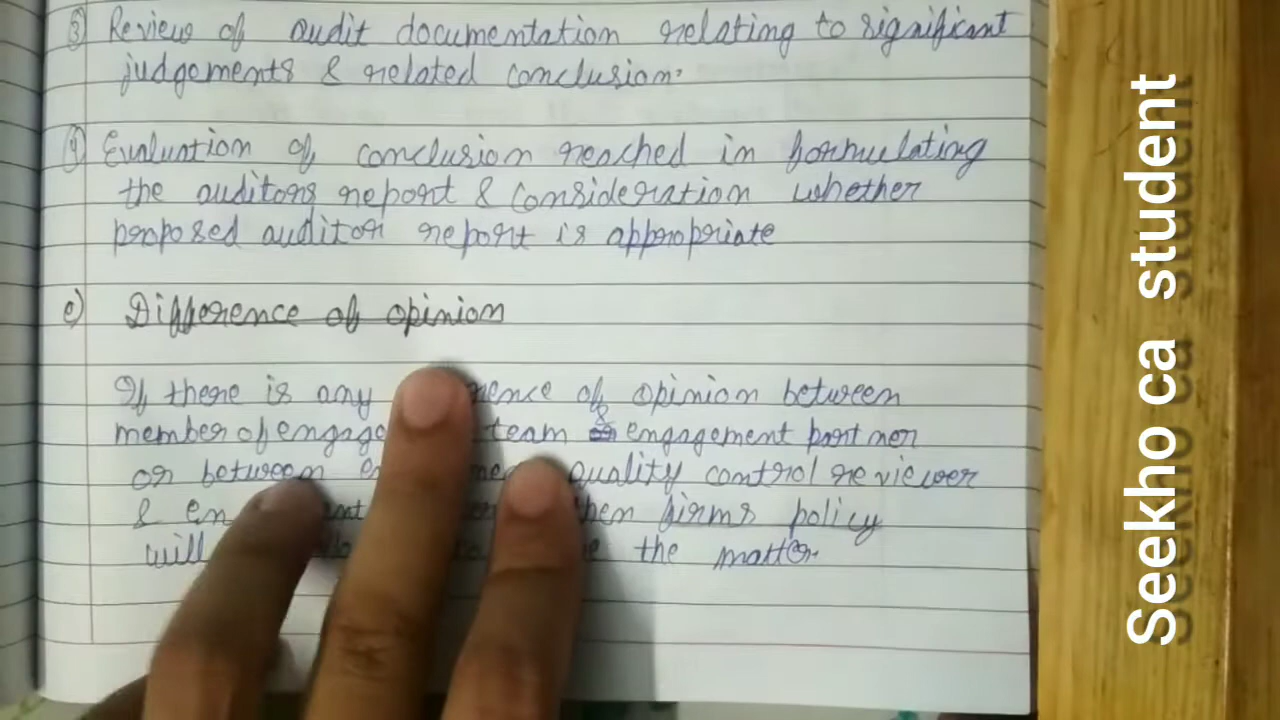 ③ Review of audit documentation relating to significant
judgements & related conclusion.
④ Evaluation of conclusion reached in formulating
the auditors report & consideration whether
proposed auditor report is appropriate
e) Difference of opinion
If there is any of opinion between
member of team & engagement partner
or between quality control reviewer
& then firms policy
will the matter
Seekho ca student